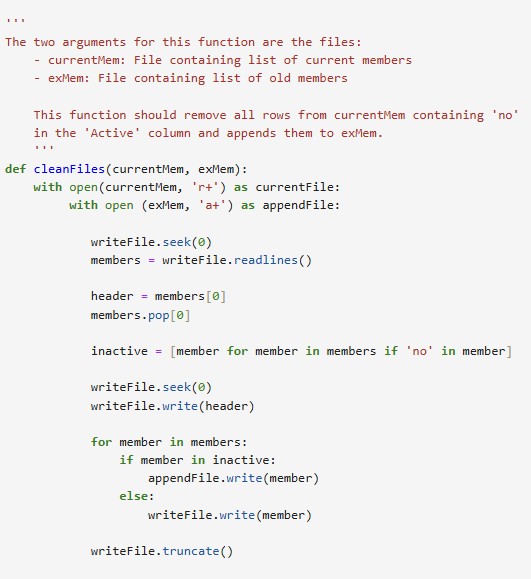 '''
The two arguments for this function are the files:
    - currentMem: File containing list of current members
    - exMem: File containing list of old members

    This function should remove all rows from currentMem containing 'no'
    in the 'Active' column and appends them to exMem.
    '''
def cleanFiles(currentMem, exMem):
    with open(currentMem, 'r+') as currentFile:
         with open (exMem, 'a+') as appendFile:

            writeFile.seek(0)
            members = writeFile.readlines()

            header = members[0]
            members.pop[0]

            inactive = [member for member in members if 'no' in member]

            writeFile.seek(0)
            writeFile.write(header)

            for member in members:
                if member in inactive:
                    appendFile.write(member)
                else:
                    writeFile.write(member)

            writeFile.truncate()